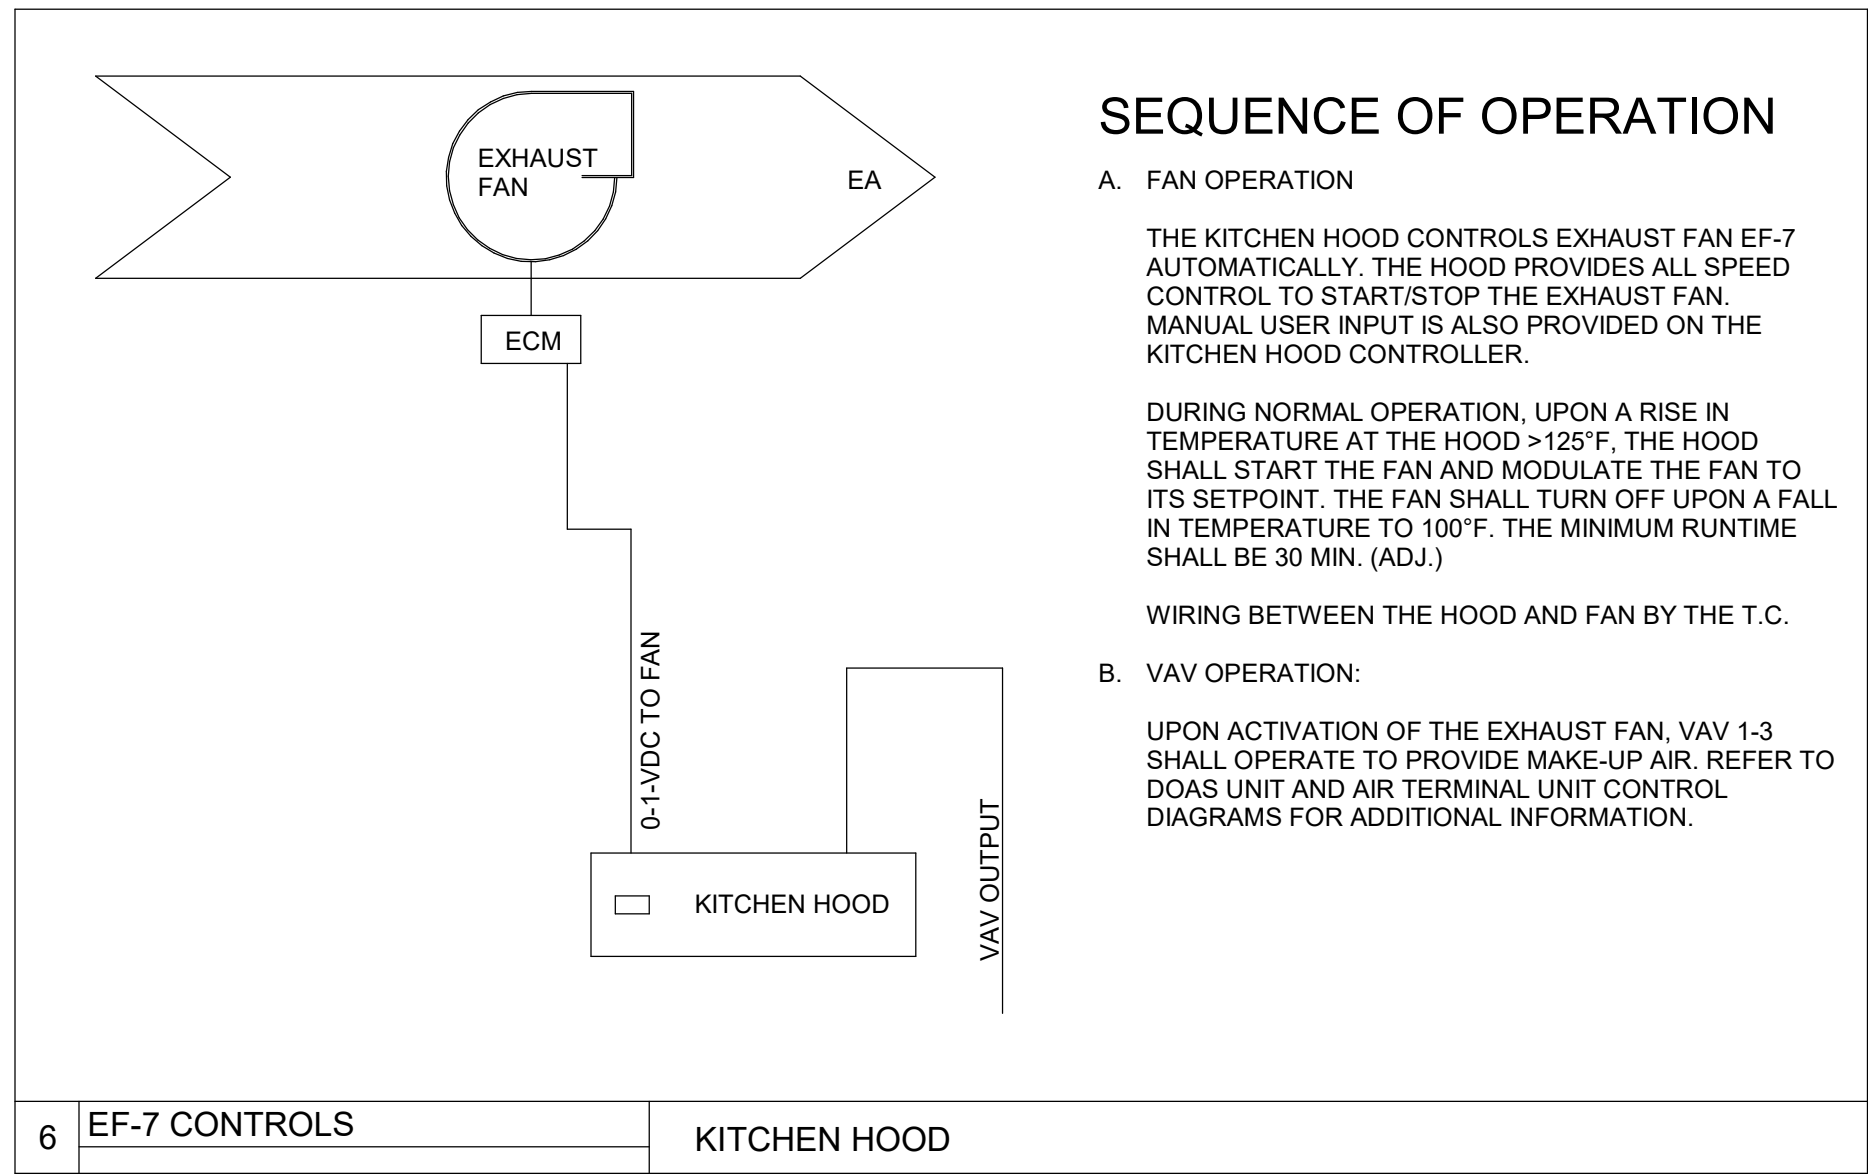 EXHAUST
FAN
EA
ECM
0-1-VDC TO FAN
VAV OUTPUT
KITCHEN HOOD
SEQUENCE OF OPERATION
A. FAN OPERATION
THE KITCHEN HOOD CONTROLS EXHAUST FAN EF-7
AUTOMATICALLY. THE HOOD PROVIDES ALL SPEED
CONTROL TO START/STOP THE EXHAUST FAN.
MANUAL USER INPUT IS ALSO PROVIDED ON THE
KITCHEN HOOD CONTROLLER.
DURING NORMAL OPERATION, UPON A RISE IN
TEMPERATURE AT THE HOOD >125°F, THE HOOD
SHALL START THE FAN AND MODULATE THE FAN TO
ITS SETPOINT. THE FAN SHALL TURN OFF UPON A FALL
IN TEMPERATURE TO 100°F. THE MINIMUM RUNTIME
SHALL BE 30 MIN. (ADJ.)
WIRING BETWEEN THE HOOD AND FAN BY THE T.C.
B. VAV OPERATION:
UPON ACTIVATION OF THE EXHAUST FAN, VAV 1-3
SHALL OPERATE TO PROVIDE MAKE-UP AIR. REFER TO
DOAS UNIT AND AIR TERMINAL UNIT CONTROL
DIAGRAMS FOR ADDITIONAL INFORMATION.
6
EF-7 CONTROLS
KITCHEN HOOD